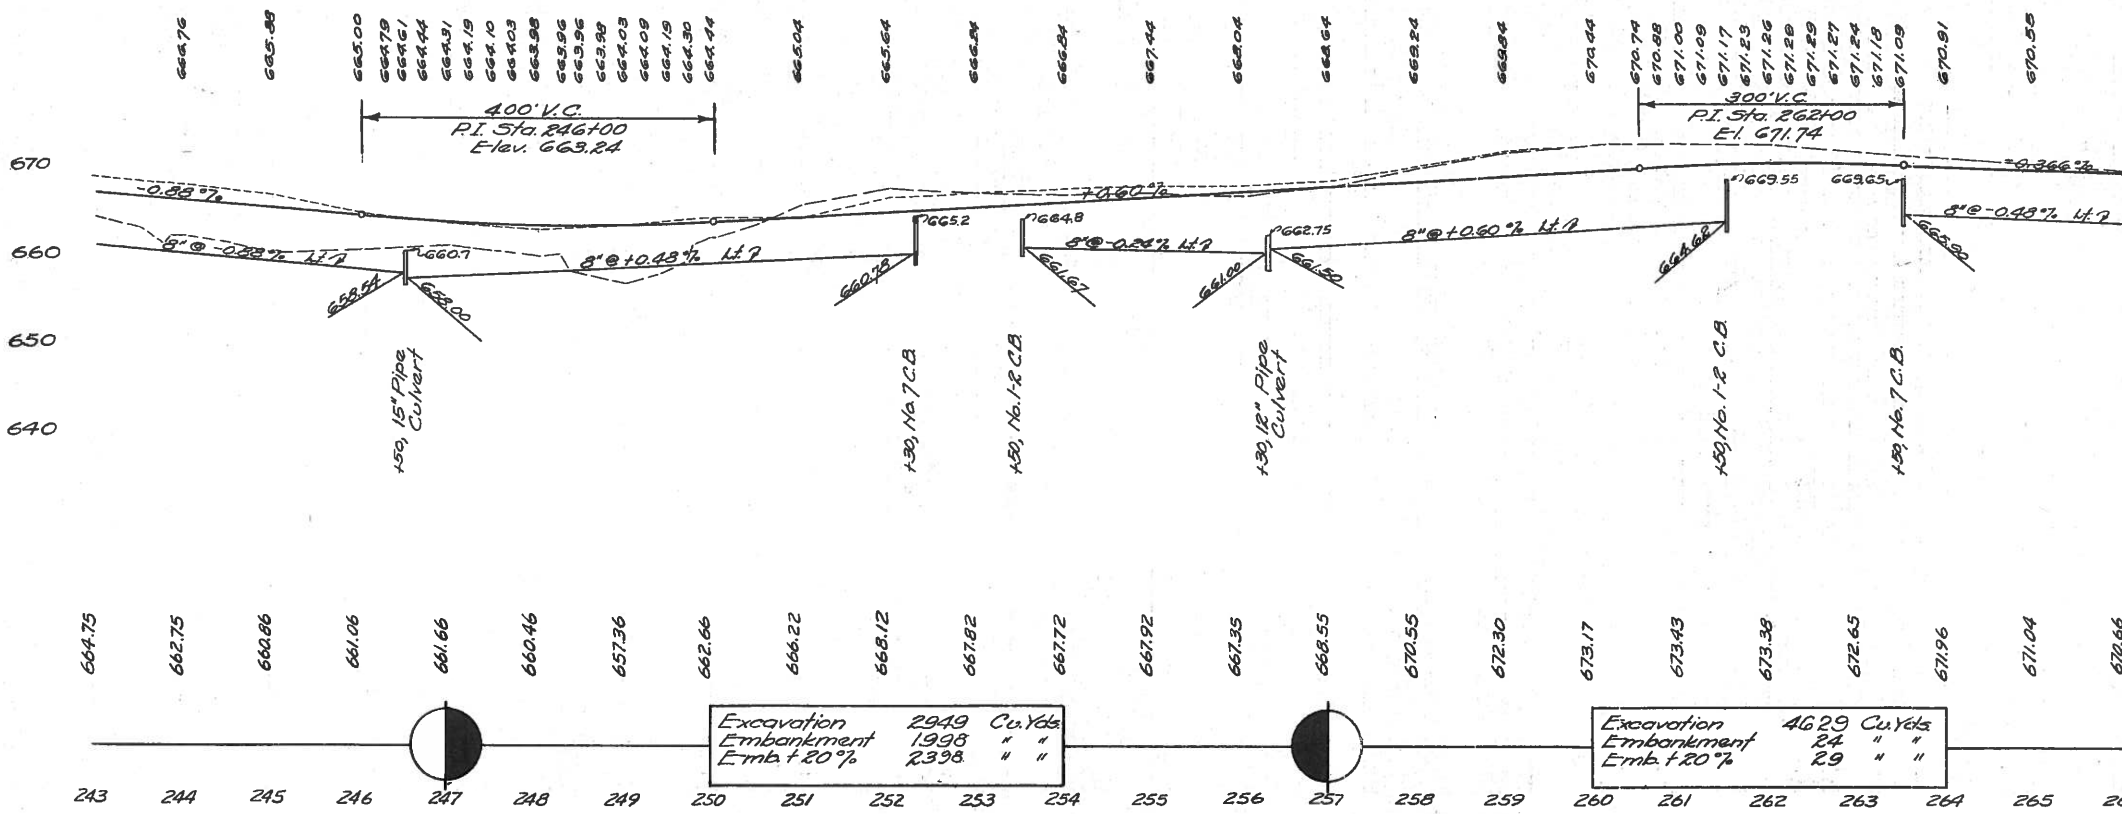 664.76 665.88 665.00 664.79 664.61 664.44 664.31 664.19 664.10 664.03 663.98 663.96 663.96 663.98 664.03 664.09 664.19 664.30 664.44 665.04 665.64 666.24 666.84 667.44 668.04 668.64 669.24 669.84 670.44 670.74 670.88 671.00 671.09 671.17 671.23 671.26 671.28 671.29 671.27 671.24 671.18 671.09 670.91 670.55
400' V.C.
P.I. Sta. 246+00
Elev. 663.24
300' V.C.
P.I. Sta. 262+00
El. 671.74
670
-0.88%
+0.60%
-0.366%
669.55
669.65
665.2
664.8
662.75
660
8" @ -0.88% Lt.
660.7
8" @ +0.48% Lt.
8" @ -0.24% Lt.
8" @ +0.60% Lt.
8" @ -0.48% Lt.
658.54
658.00
660.78
661.67
661.00
661.50
664.68
665.90
650
640
+50, 15" Pipe
Culvert
+30, No. 7 C.B.
+50, No. 1-2 C.B.
+30, 12" Pipe
Culvert
+50, No. 1-2 C.B.
+50, No. 7 C.B.
664.75 662.75 660.86 661.06 661.66 660.46 657.36 662.66 666.22 668.12 667.82 667.72 667.92 667.35 668.55 670.55 672.30 673.17 673.43 673.38 672.65 671.96 671.04 670.66
Excavation 2949 Cu.Yds.
Embankment 1998 " "
Emb. + 20% 2398 " "
Excavation 4629 Cu.Yds.
Embankment 24 " "
Emb. + 20% 29 " "
243 244 245 246 247 248 249 250 251 252 253 254 255 256 257 258 259 260 261 262 263 264 265